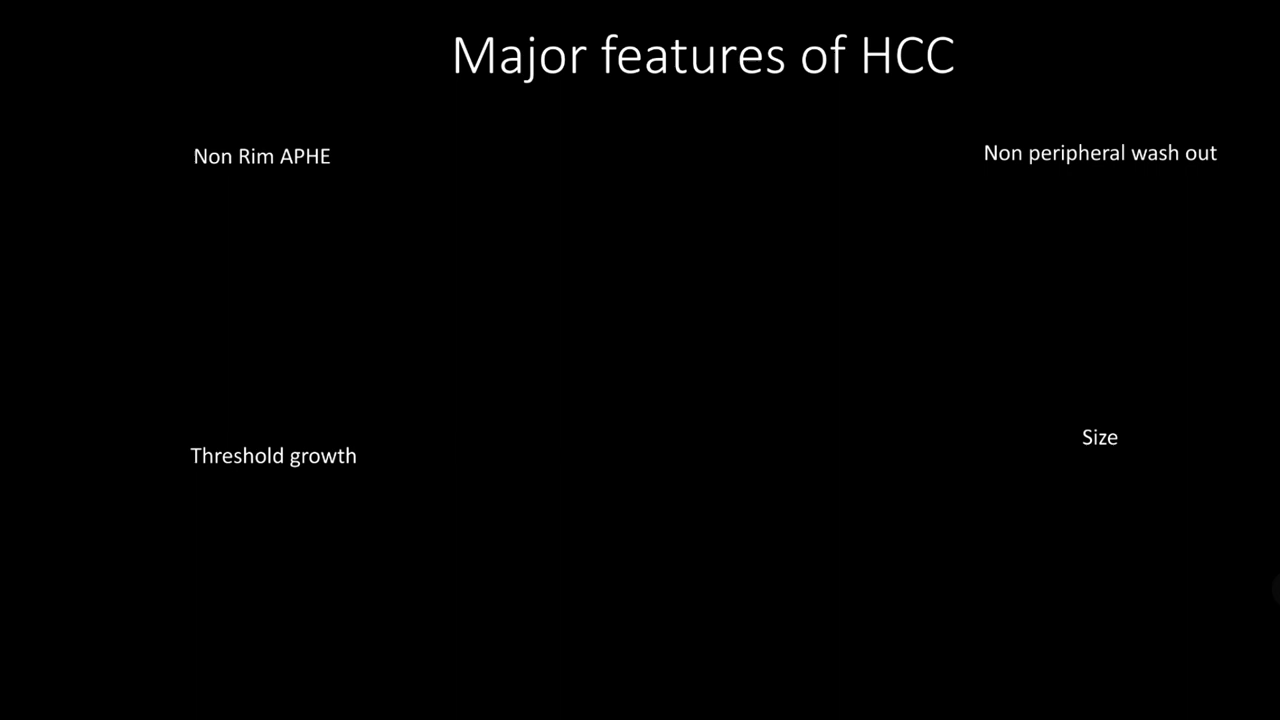 Major features of HCC
Non Rim APHE
Non peripheral wash out
Threshold growth
Size